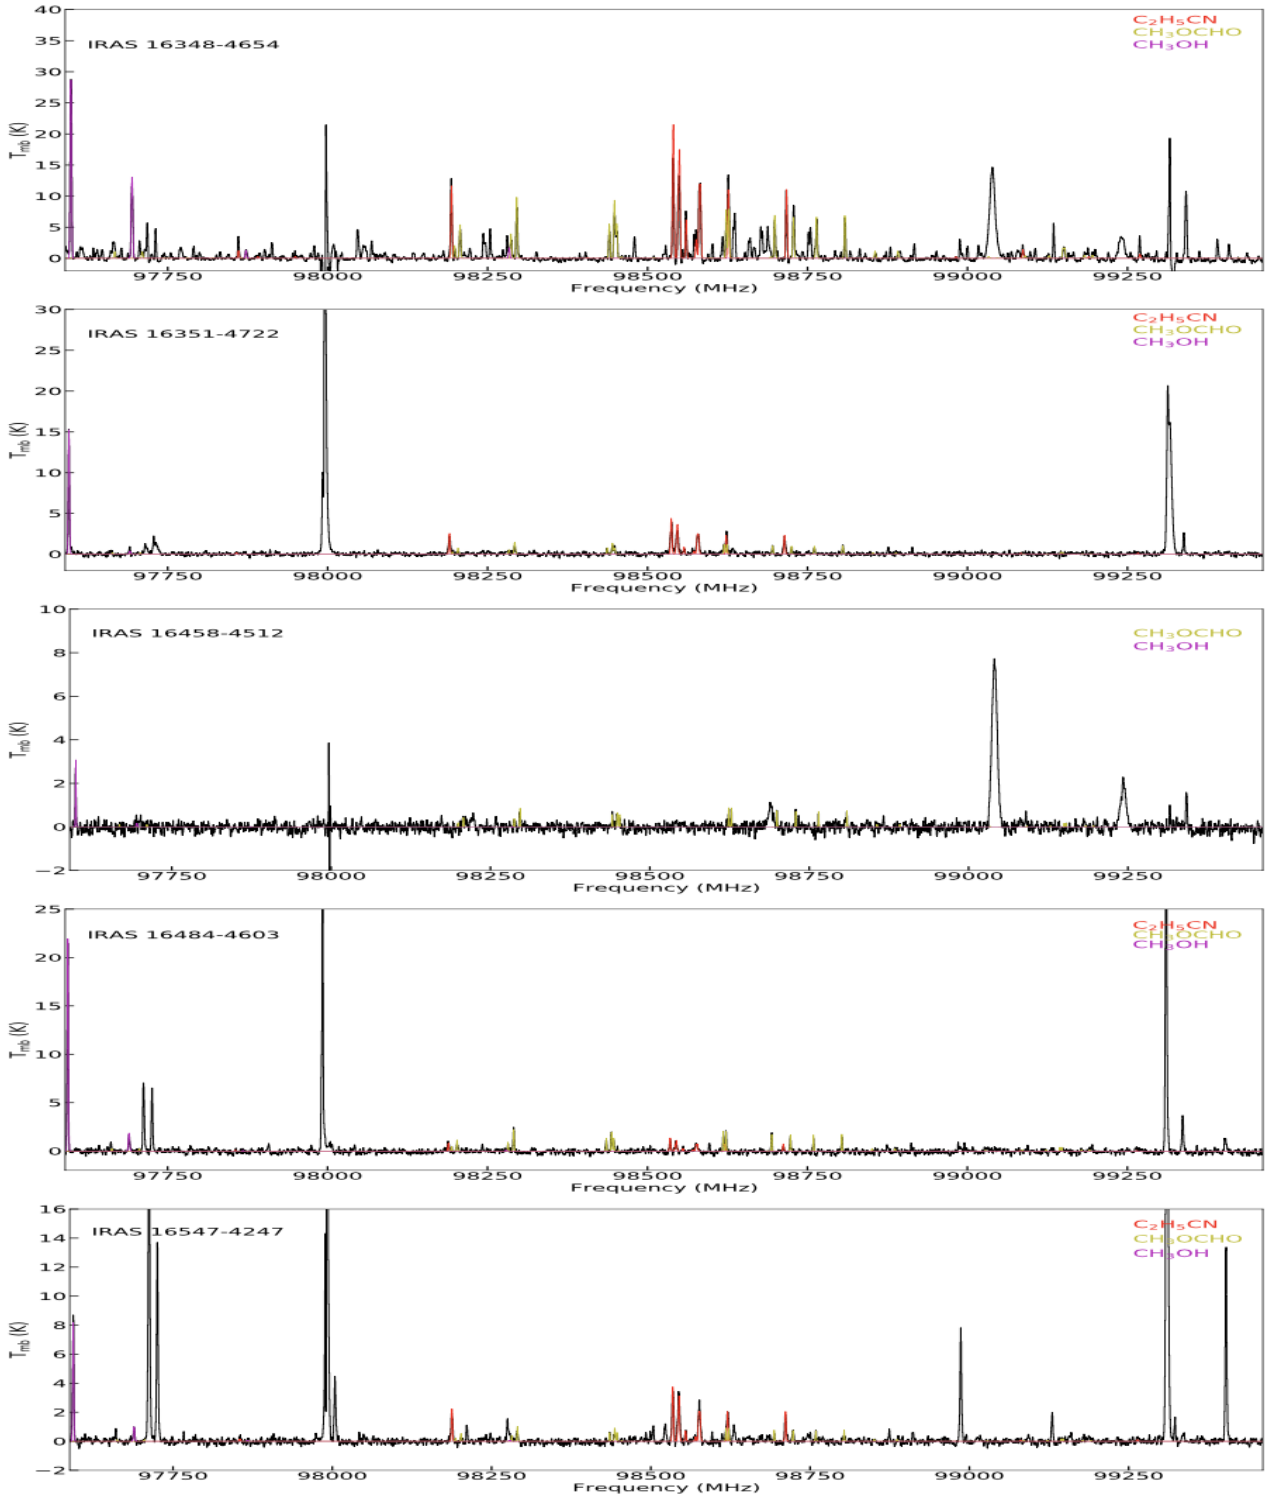 40
35
30
25
20
15
10
5
0
T_mb (K)
IRAS 16348-4654
C₂H₅CN
CH₃OCHO
CH₃OH
97750 98000 98250 98500 98750 99000 99250
Frequency (MHz)
30
25
20
15
10
5
0
T_mb (K)
IRAS 16351-4722
C₂H₅CN
CH₃OCHO
CH₃OH
97750 98000 98250 98500 98750 99000 99250
Frequency (MHz)
10
8
6
4
2
0
−2
T_mb (K)
IRAS 16458-4512
CH₃OCHO
CH₃OH
97750 98000 98250 98500 98750 99000 99250
Frequency (MHz)
25
20
15
10
5
0
T_mb (K)
IRAS 16484-4603
C₂H₅CN
CH₃OCHO
CH₃OH
97750 98000 98250 98500 98750 99000 99250
Frequency (MHz)
16
14
12
10
8
6
4
2
0
−2
T_mb (K)
IRAS 16547-4247
C₂H₅CN
CH₃OCHO
CH₃OH
97750 98000 98250 98500 98750 99000 99250
Frequency (MHz)